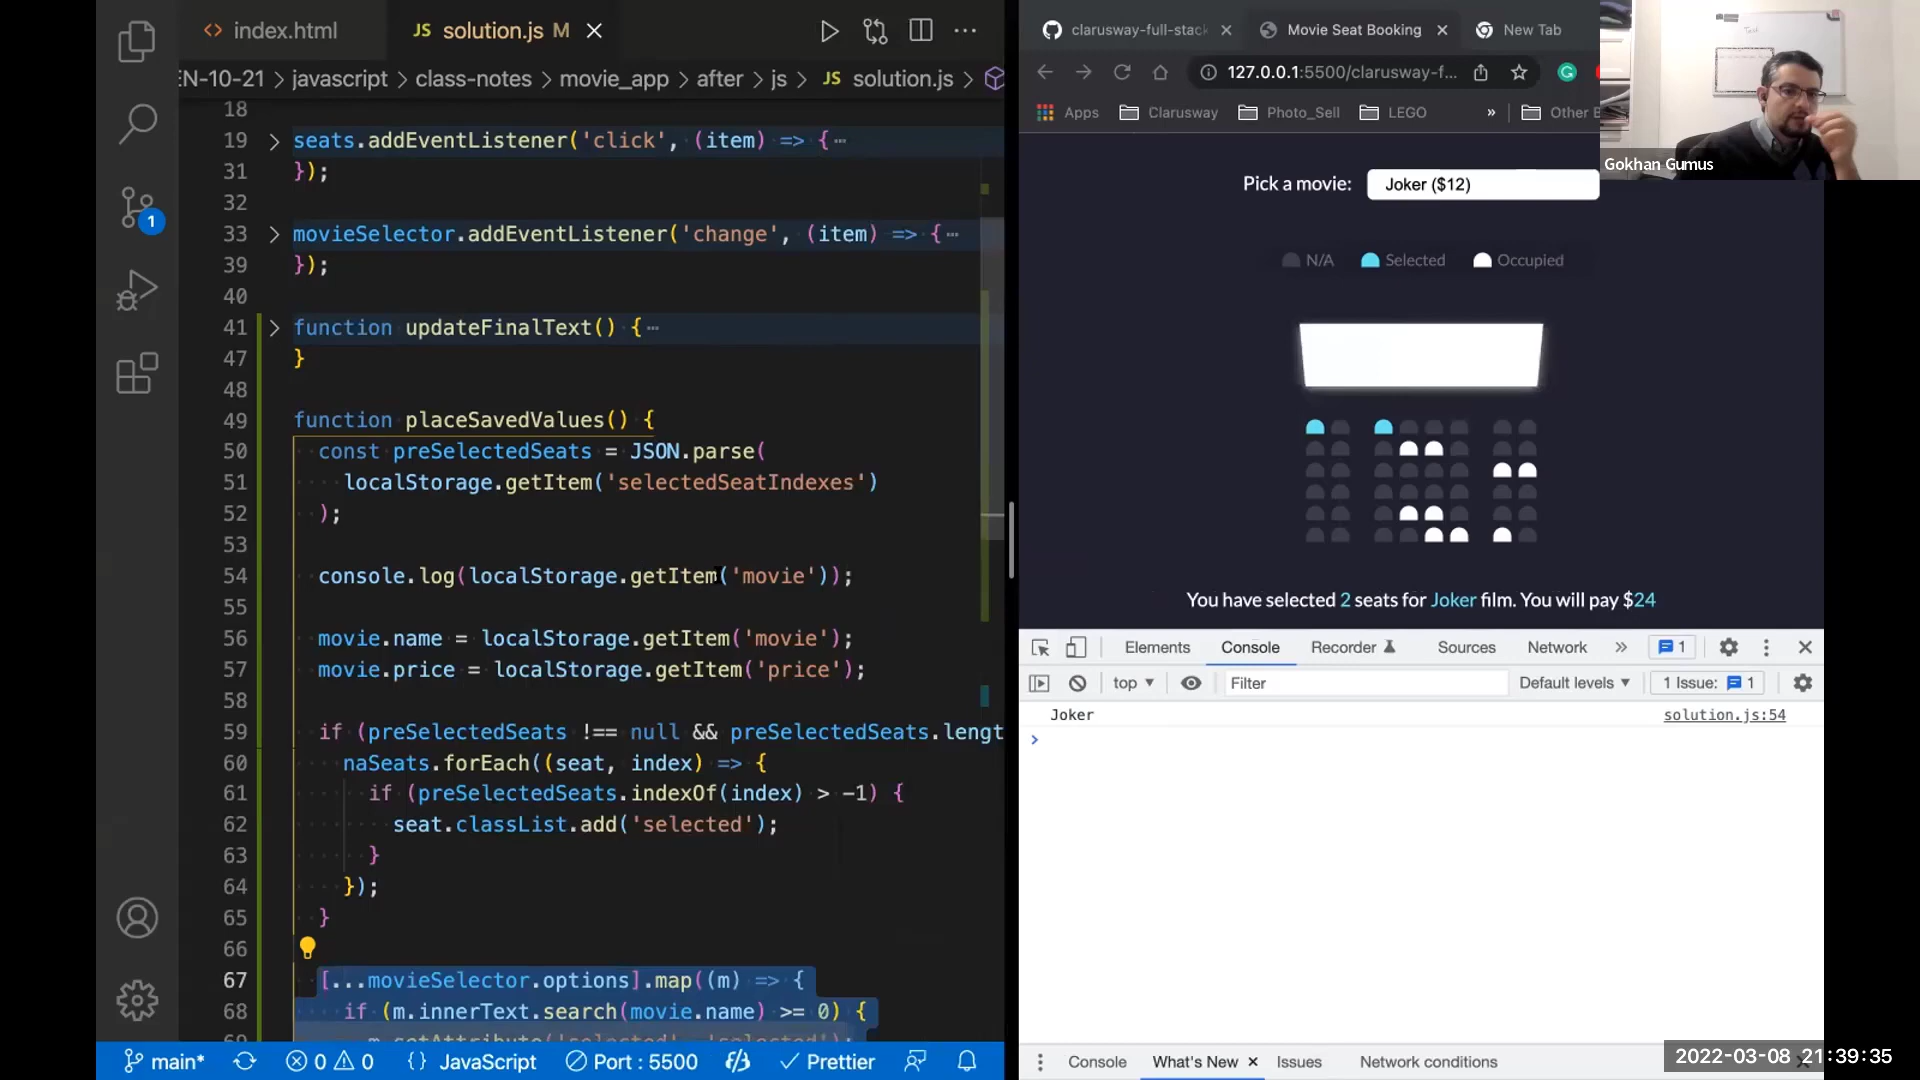 index.html
JS solution.js M
EN-10-21 > javascript > class-notes > movie_app > after > js > JS solution.js >
18
19 seats.addEventListener('click', (item) => {
31 });
32
33 movieSelector.addEventListener('change', (item) => {
39 });
40
41 function updateFinalText() {
47 }
48
49 function placeSavedValues() {
50 const preSelectedSeats = JSON.parse(
51 localStorage.getItem('selectedSeatIndexes')
52 );
53
54 console.log(localStorage.getItem('movie'));
55
56 movie.name = localStorage.getItem('movie');
57 movie.price = localStorage.getItem('price');
58
59 if (preSelectedSeats !== null && preSelectedSeats.lengt
60 naSeats.forEach((seat, index) => {
61 if (preSelectedSeats.indexOf(index) > -1) {
62 seat.classList.add('selected');
63 }
64 });
65 }
66
67 [...movieSelector.options].map((m) => {
68 if (m.innerText.search(movie.name) >= 0) {
1
main* 0 0 {} JavaScript Port : 5500 Prettier
clarusway-full-stack Movie Seat Booking New Tab
127.0.0.1:5500/clarusway-f...
Apps Clarusway Photo_Sell LEGO » Other B
Gokhan Gumus
Pick a movie: Joker ($12)
N/A Selected Occupied
You have selected 2 seats for Joker film. You will pay $24
Elements Console Recorder Sources Network » 1
top Filter Default levels 1 Issue: 1
Joker solution.js:54
>
Console What's New Issues Network conditions
2022-03-08 21:39:35